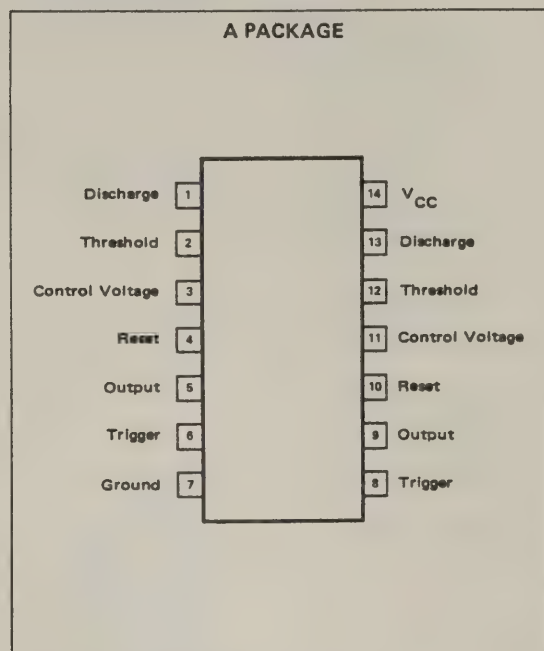 A PACKAGE
Discharge 1
Threshold 2
Control Voltage 3
Reset 4
Output 5
Trigger 6
Ground 7
14 VCC
13 Discharge
12 Threshold
11 Control Voltage
10 Reset
9 Output
8 Trigger